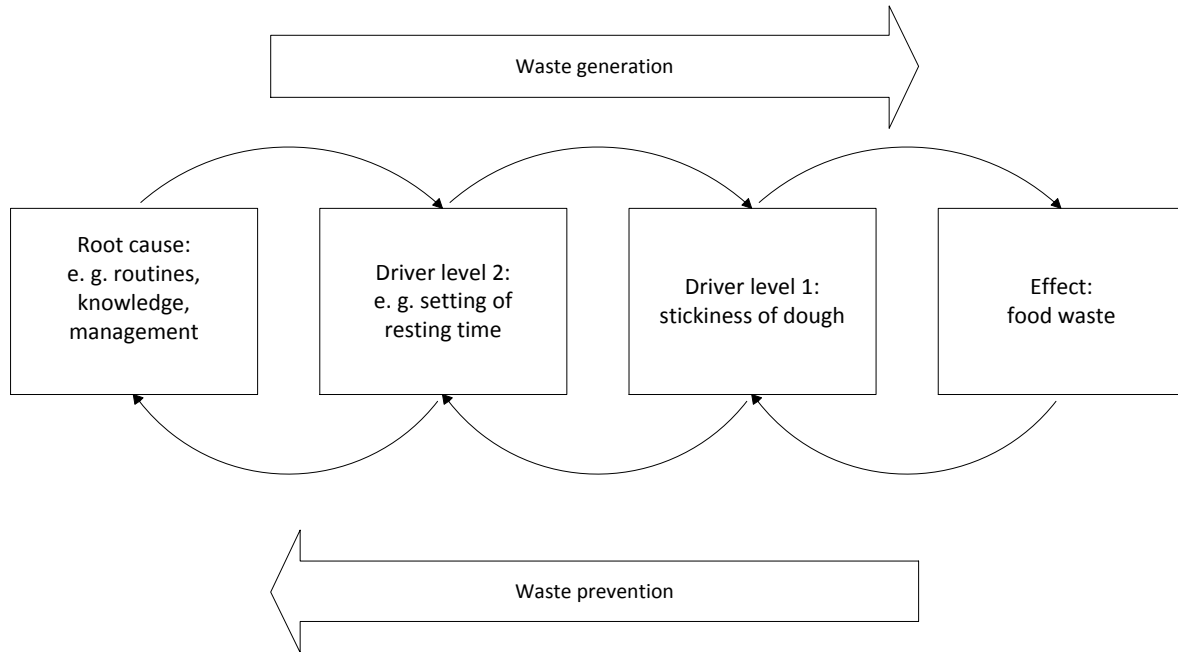 Waste generation
Root cause:
e. g. routines,
knowledge,
management
Driver level 2:
e. g. setting of
resting time
Driver level 1:
stickiness of dough
Effect:
food waste
Waste prevention